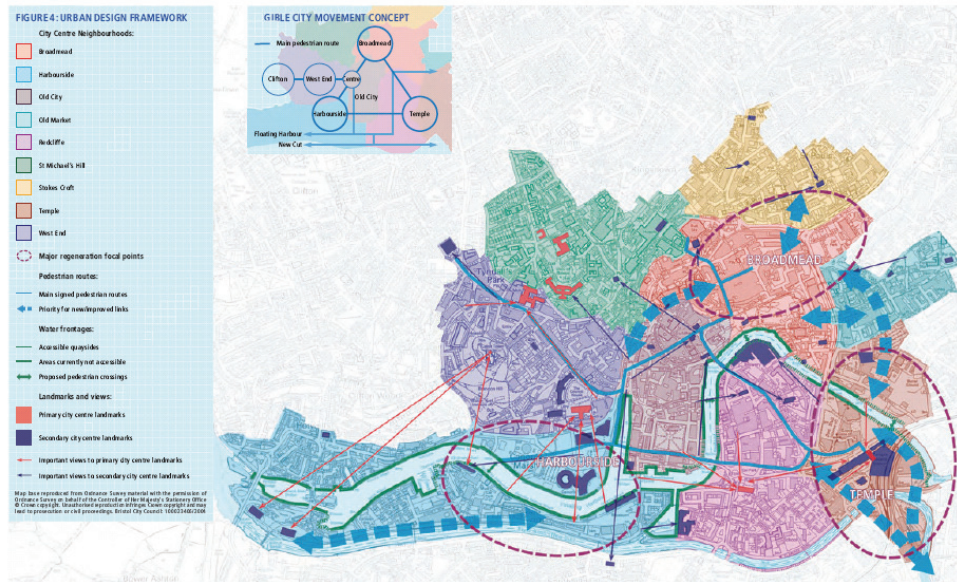 FIGURE 4: URBAN DESIGN FRAMEWORK
City Centre Neighbourhoods:
Broadmead
Harbourside
Old City
Old Market
Redcliffe
St Michael's Hill
Stokes Croft
Temple
West End
Major regeneration focal points
Pedestrian routes:
Main signed pedestrian routes
Priority for new/improved links
Water frontages:
Accessible quaysides
Areas currently not accessible
Proposed pedestrian crossings
Landmarks and views:
Primary city centre landmarks
Secondary city centre landmarks
Important views to primary city centre landmarks
Important views to secondary city centre landmarks
Map base reproduced from Ordnance Survey material with the permission of
Ordnance Survey on behalf of the Controller of Her Majesty's Stationery Office
© Crown copyright. Unauthorised reproduction infringes Crown copyright and may
lead to prosecution or civil proceedings. Bristol City Council: 100023406/2004
GIBLE CITY MOVEMENT CONCEPT
Main pedestrian route
Broadmead
Clifton
West End
Centre
Old City
Harbourside
Temple
Floating Harbour
New Cut
BROADMEAD
Park
HARBOURSIDE
TEMPLE
Bower Ashton